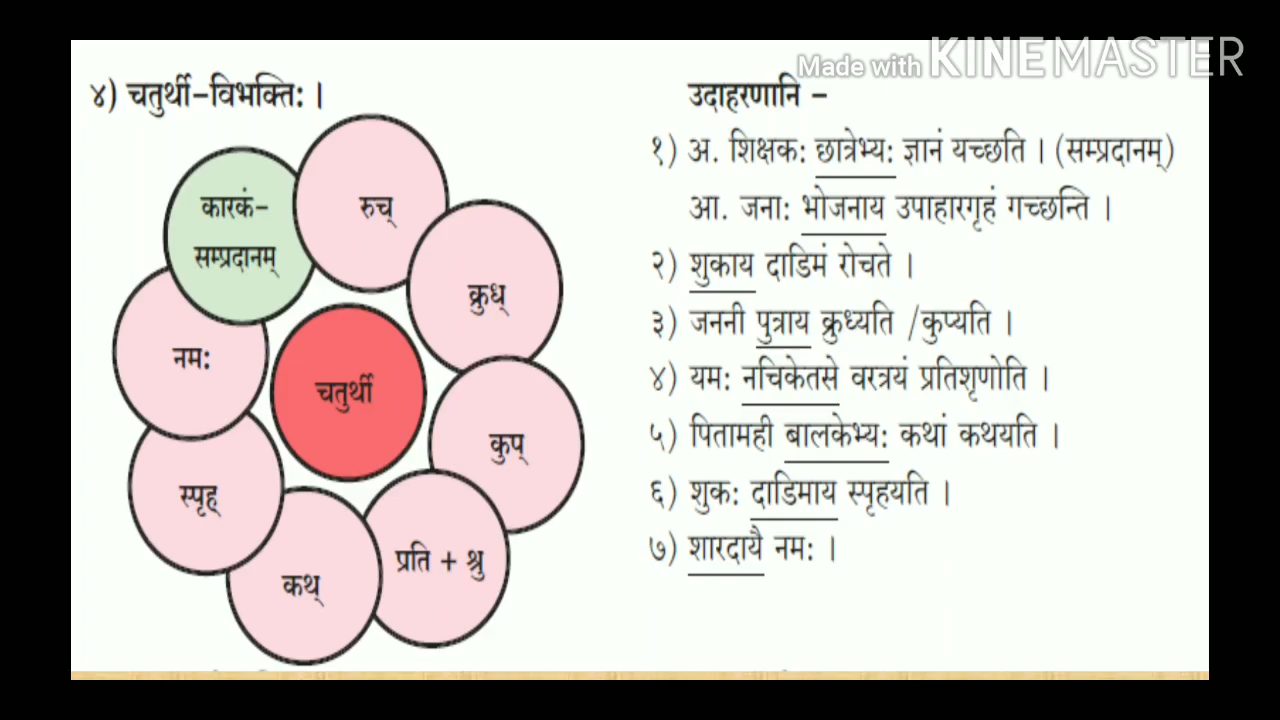 Made with KINEMASTER
४) चतुर्थी-विभक्ति: ।
कारकं-
सम्प्रदानम्
रुच्
क्रुध्
कुप्
प्रति + श्रु
कथ्
स्पृह्
नम:
चतुर्थी
उदाहरणानि -
१) अ. शिक्षक: छात्रेभ्य: ज्ञानं यच्छति । (सम्प्रदानम्)
आ. जना: भोजनाय उपाहारगृहं गच्छन्ति ।
२) शुकाय दाडिमं रोचते ।
३) जननी पुत्राय क्रुध्यति /कुप्यति ।
४) यम: नचिकेतसे वरत्रयं प्रतिशृणोति ।
५) पितामही बालकेभ्य: कथां कथयति ।
६) शुक: दाडिमाय स्पृहयति ।
७) शारदायै नम: ।